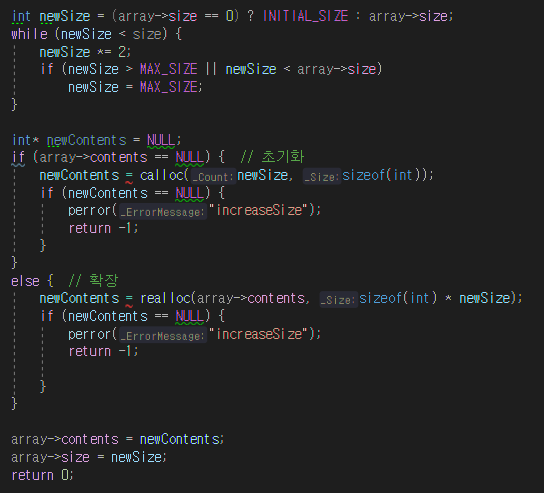 int newSize = (array->size == 0) ? INITIAL_SIZE : array->size;
while (newSize < size) {
    newSize *= 2;
    if (newSize > MAX_SIZE || newSize < array->size)
        newSize = MAX_SIZE;
}
int* newContents = NULL;
if (array->contents == NULL) {  // 초기화
    newContents = calloc(_Count:newSize, _Size:sizeof(int));
    if (newContents == NULL) {
        perror(_ErrorMessage:"increaseSize");
        return -1;
    }
}
else {  // 확장
    newContents = realloc(array->contents, _Size:sizeof(int) * newSize);
    if (newContents == NULL) {
        perror(_ErrorMessage:"increaseSize");
        return -1;
    }
}
array->contents = newContents;
array->size = newSize;
return 0;